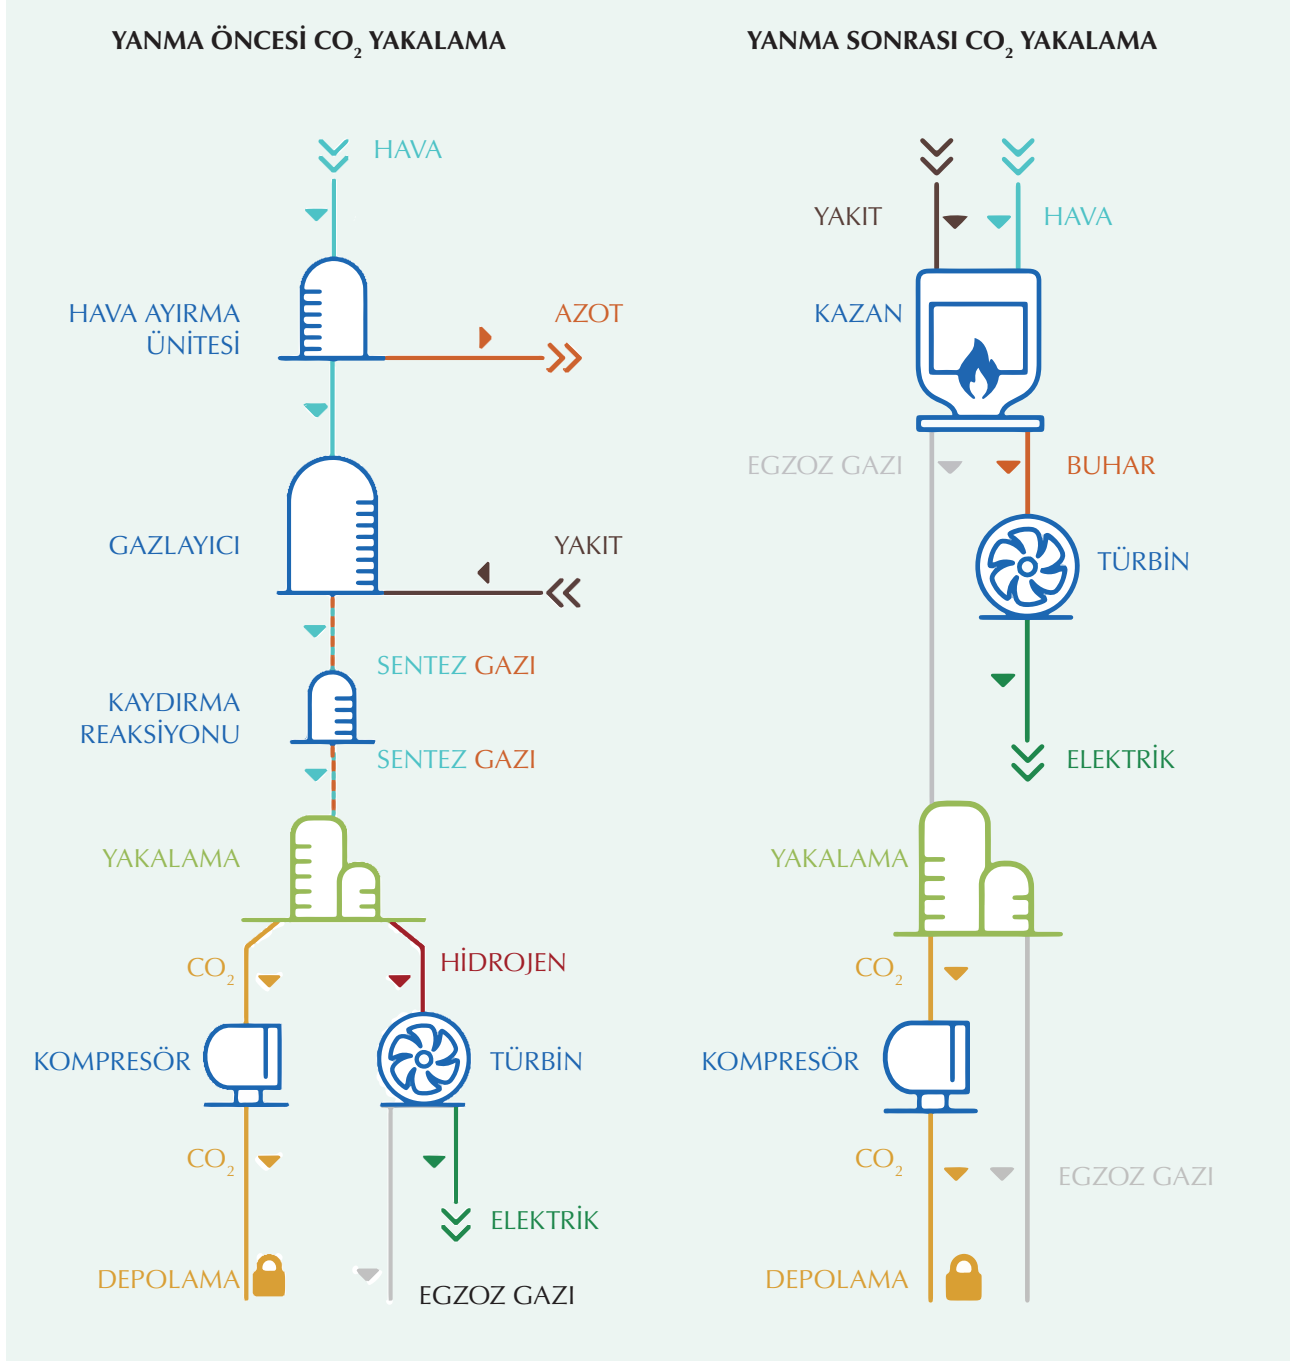 YANMA ÖNCESİ CO₂ YAKALAMA
HAVA
HAVA AYIRMA
ÜNİTESİ
AZOT
GAZLAYICI
YAKIT
SENTEZ GAZI
KAYDIRMA
REAKSİYONU
SENTEZ GAZI
YAKALAMA
CO₂
HİDROJEN
KOMPRESÖR
TÜRBİN
CO₂
ELEKTRİK
DEPOLAMA
EGZOZ GAZI
YANMA SONRASI CO₂ YAKALAMA
YAKIT
HAVA
KAZAN
EGZOZ GAZI
BUHAR
TÜRBİN
ELEKTRİK
YAKALAMA
CO₂
KOMPRESÖR
CO₂
EGZOZ GAZI
DEPOLAMA